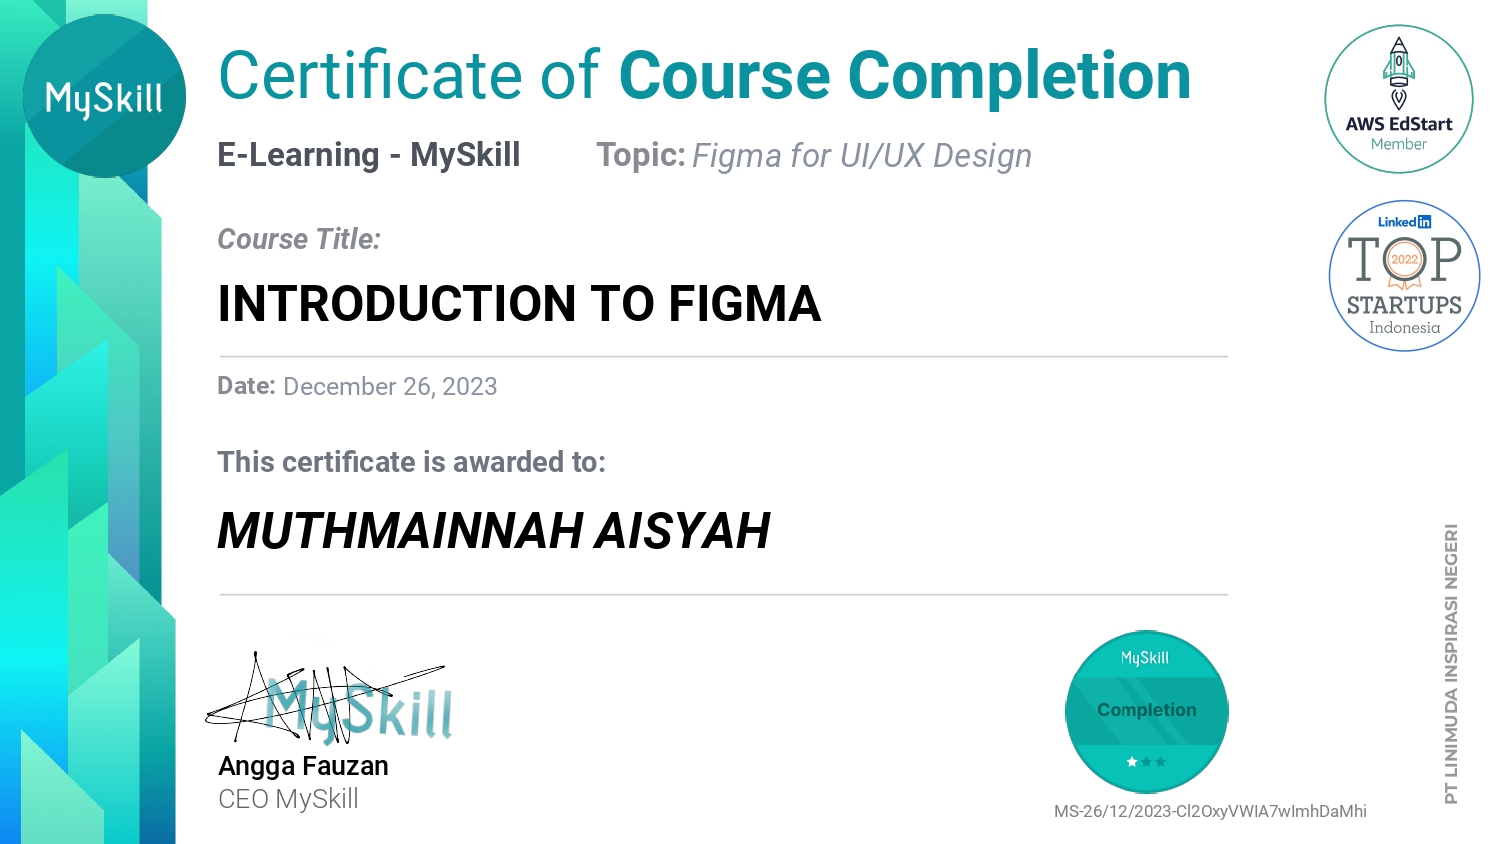 MySkill
Certificate of Course Completion
E-Learning - MySkill Topic: Figma for UI/UX Design
Course Title:
INTRODUCTION TO FIGMA
Date: December 26, 2023
This certificate is awarded to:
MUTHMAINNAH AISYAH
MySkill
Angga Fauzan
CEO MySkill
AWS EdStart
Member
Linked in
TOP
2022
STARTUPS
Indonesia
MySkill
Completion
MS-26/12/2023-Cl2OxyVWIA7wImhDaMhi
PT LINIMUDA INSPIRASI NEGERI